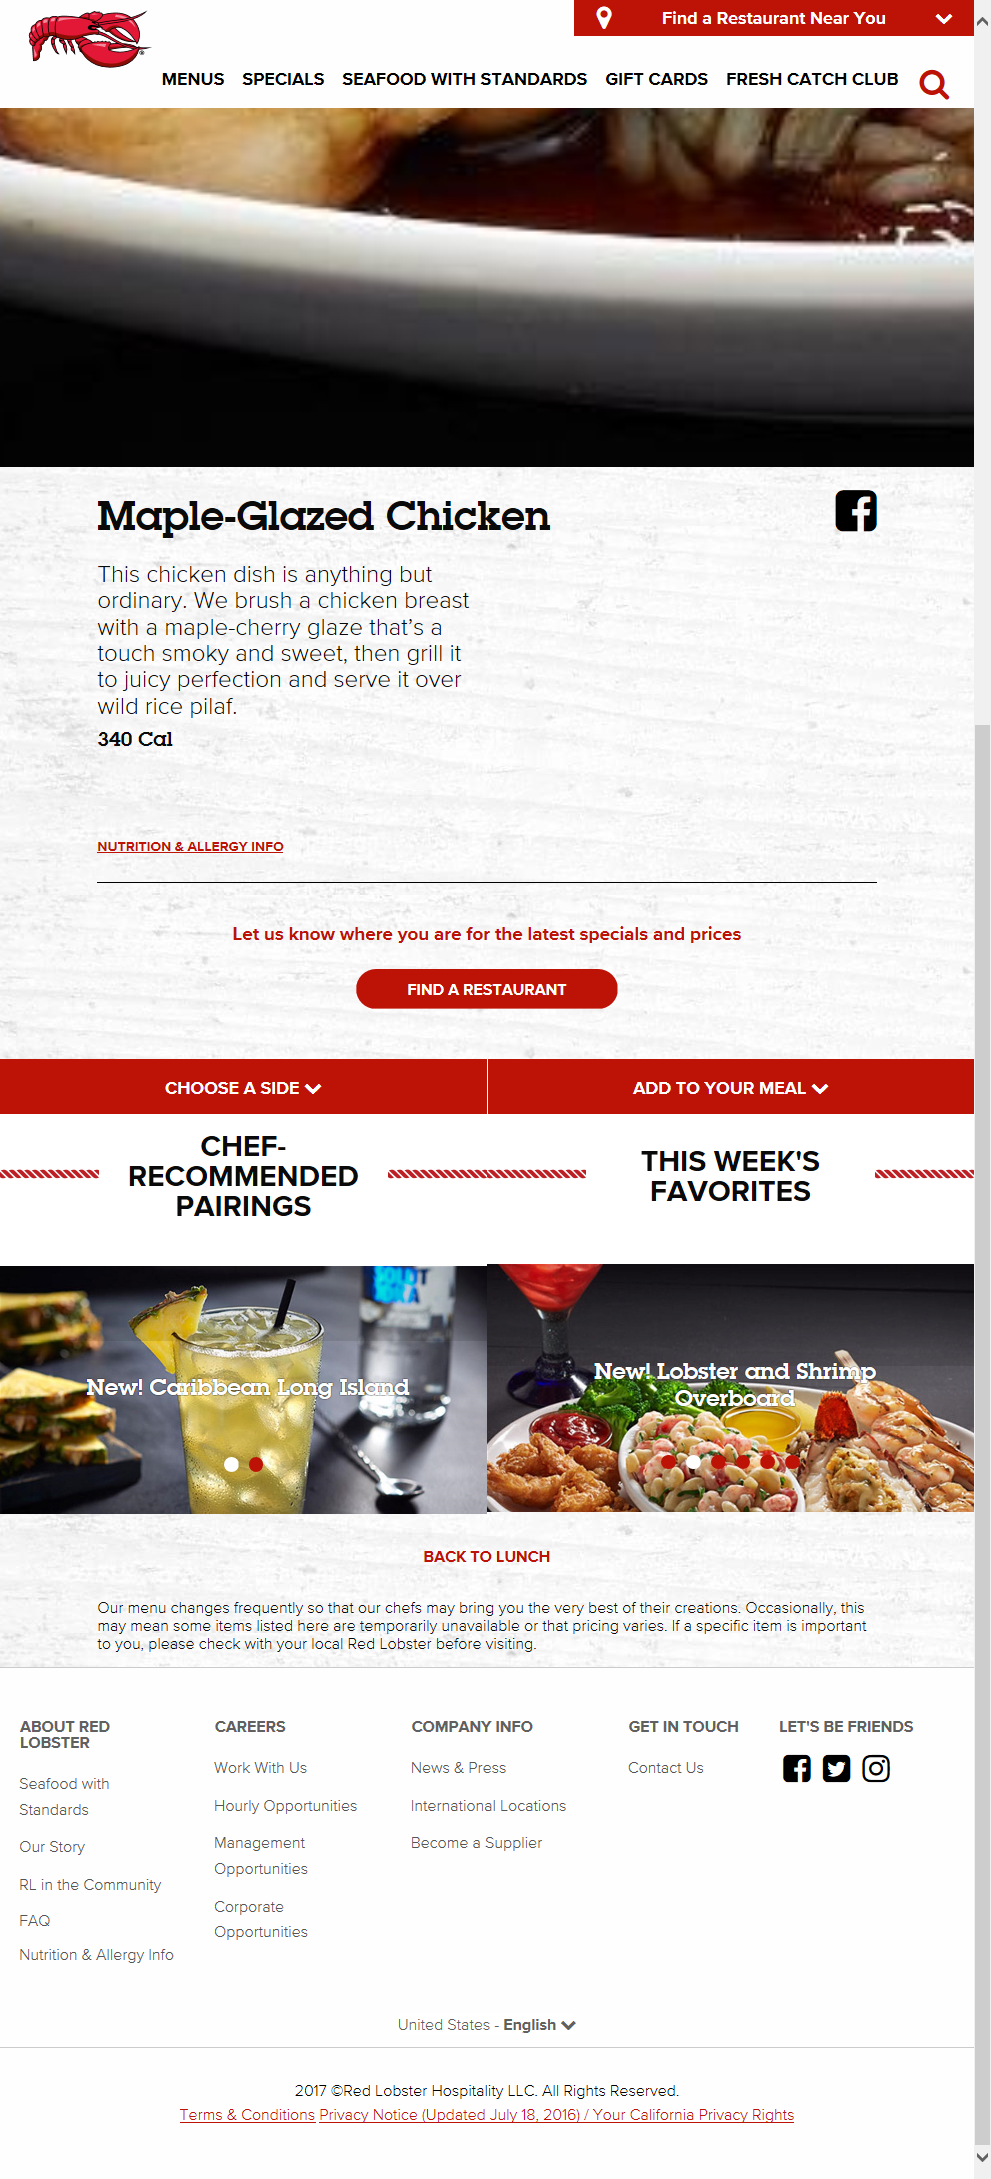 Find a Restaurant Near You
MENUS SPECIALS SEAFOOD WITH STANDARDS GIFT CARDS FRESH CATCH CLUB
Maple-Glazed Chicken
This chicken dish is anything but
ordinary. We brush a chicken breast
with a maple-cherry glaze that's a
touch smoky and sweet, then grill it
to juicy perfection and serve it over
wild rice pilaf.
340 Cal
NUTRITION & ALLERGY INFO
Let us know where you are for the latest specials and prices
FIND A RESTAURANT
CHOOSE A SIDE
ADD TO YOUR MEAL
CHEF-
RECOMMENDED
PAIRINGS
THIS WEEK'S
FAVORITES
New! Caribbean Long Island
New! Lobster and Shrimp
Overboard
BACK TO LUNCH
Our menu changes frequently so that our chefs may bring you the very best of their creations. Occasionally, this
may mean some items listed here are temporarily unavailable or that pricing varies. If a specific item is important
to you, please check with your local Red Lobster before visiting.
ABOUT RED
LOBSTER
Seafood with
Standards
Our Story
RL in the Community
FAQ
Nutrition & Allergy Info
CAREERS
Work With Us
Hourly Opportunities
Management
Opportunities
Corporate
Opportunities
COMPANY INFO
News & Press
International Locations
Become a Supplier
GET IN TOUCH
Contact Us
LET'S BE FRIENDS
United States - English
2017 ©Red Lobster Hospitality LLC. All Rights Reserved.
Terms & Conditions Privacy Notice (Updated July 18, 2016) / Your California Privacy Rights